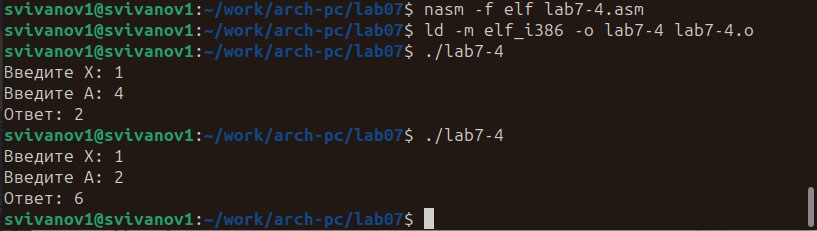 svivanov1@svivanov1:~/work/arch-pc/lab07$ nasm -f elf lab7-4.asm
svivanov1@svivanov1:~/work/arch-pc/lab07$ ld -m elf_i386 -o lab7-4 lab7-4.o
svivanov1@svivanov1:~/work/arch-pc/lab07$ ./lab7-4
Введите X: 1
Введите A: 4
Ответ: 2
svivanov1@svivanov1:~/work/arch-pc/lab07$ ./lab7-4
Введите X: 1
Введите A: 2
Ответ: 6
svivanov1@svivanov1:~/work/arch-pc/lab07$